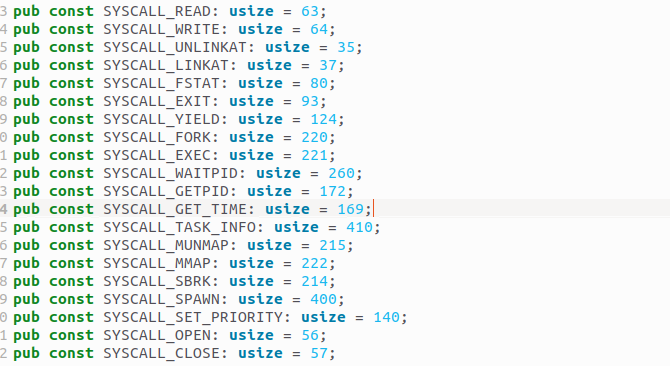 3 pub const SYSCALL_READ: usize = 63;
4 pub const SYSCALL_WRITE: usize = 64;
5 pub const SYSCALL_UNLINKAT: usize = 35;
6 pub const SYSCALL_LINKAT: usize = 37;
7 pub const SYSCALL_FSTAT: usize = 80;
8 pub const SYSCALL_EXIT: usize = 93;
9 pub const SYSCALL_YIELD: usize = 124;
0 pub const SYSCALL_FORK: usize = 220;
1 pub const SYSCALL_EXEC: usize = 221;
2 pub const SYSCALL_WAITPID: usize = 260;
3 pub const SYSCALL_GETPID: usize = 172;
4 pub const SYSCALL_GET_TIME: usize = 169;
5 pub const SYSCALL_TASK_INFO: usize = 410;
6 pub const SYSCALL_MUNMAP: usize = 215;
7 pub const SYSCALL_MMAP: usize = 222;
8 pub const SYSCALL_SBRK: usize = 214;
9 pub const SYSCALL_SPAWN: usize = 400;
0 pub const SYSCALL_SET_PRIORITY: usize = 140;
1 pub const SYSCALL_OPEN: usize = 56;
2 pub const SYSCALL_CLOSE: usize = 57;